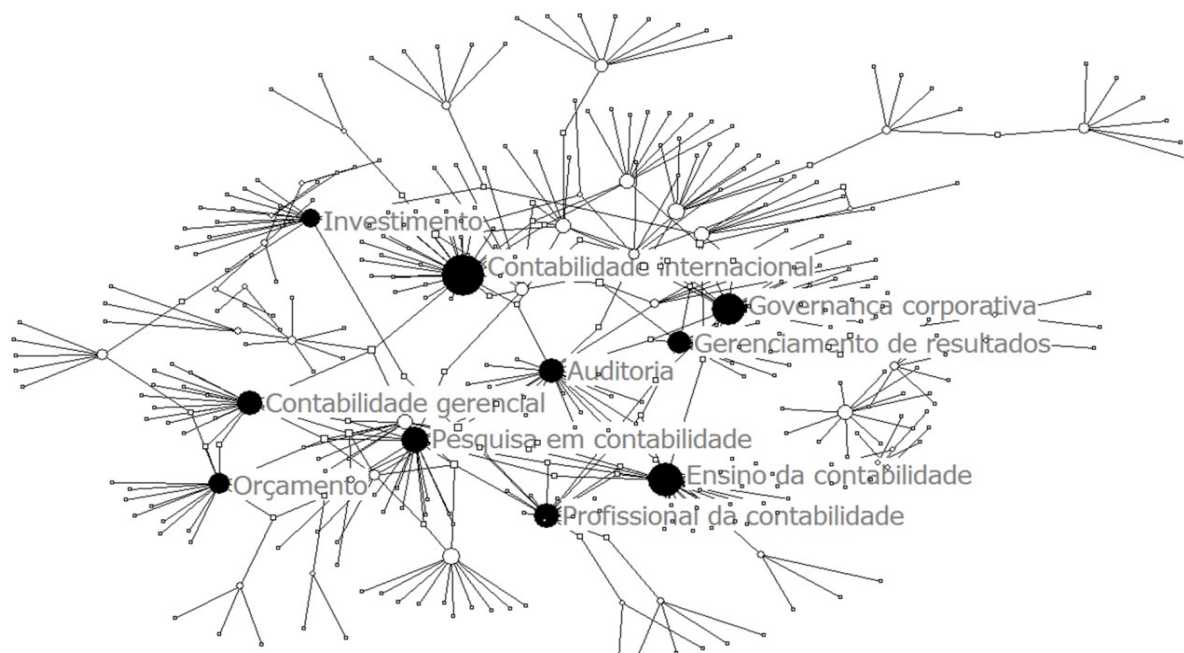 Investimento
Contabilidade internacional
Governança corporativa
Gerenciamento de resultados
Auditoria
Contabilidade gerencial
Pesquisa em contabilidade
Ensino da contabilidade
Orçamento
Profissional da contabilidade